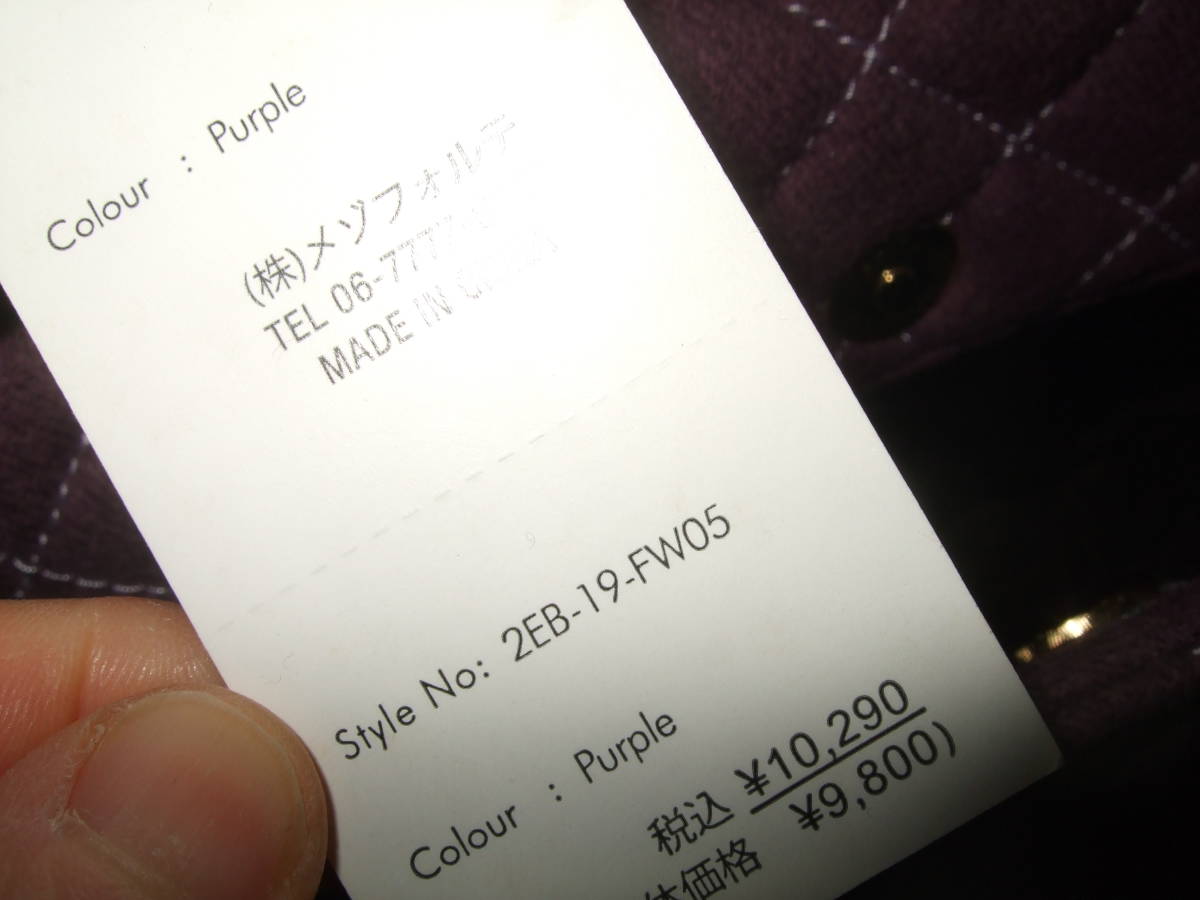 Colour : Purple
(株)メゾフォルテ
TEL 06-7777
MADE IN
Style No: 2EB-19-FW05
Colour : Purple
税込 ¥10,290
体価格 ¥9,800)